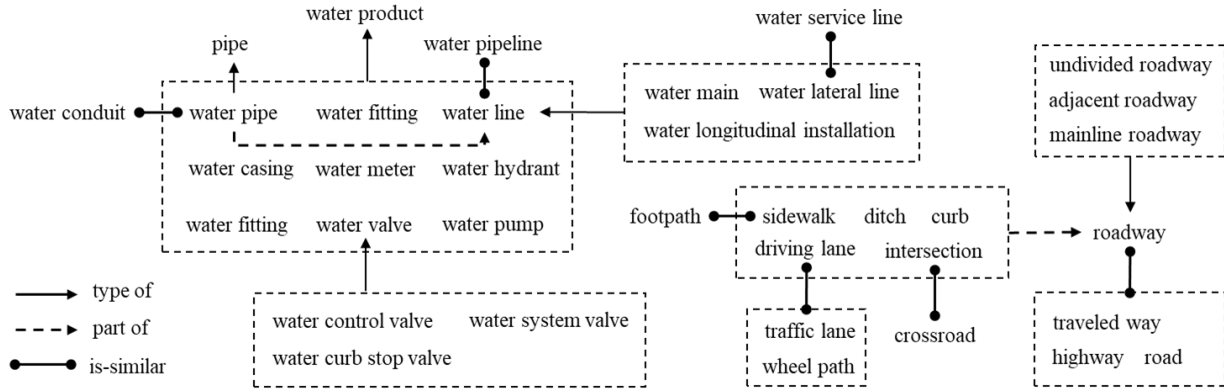 water product
water service line
pipe
water pipeline
water conduit
water pipe water fitting water line
water casing water meter water hydrant
water fitting water valve water pump
water main water lateral line
water longitudinal installation
undivided roadway
adjacent roadway
mainline roadway
footpath
sidewalk ditch curb
driving lane intersection
roadway
type of
part of
is-similar
water control valve water system valve
water curb stop valve
traffic lane
wheel path
crossroad
traveled way
highway road